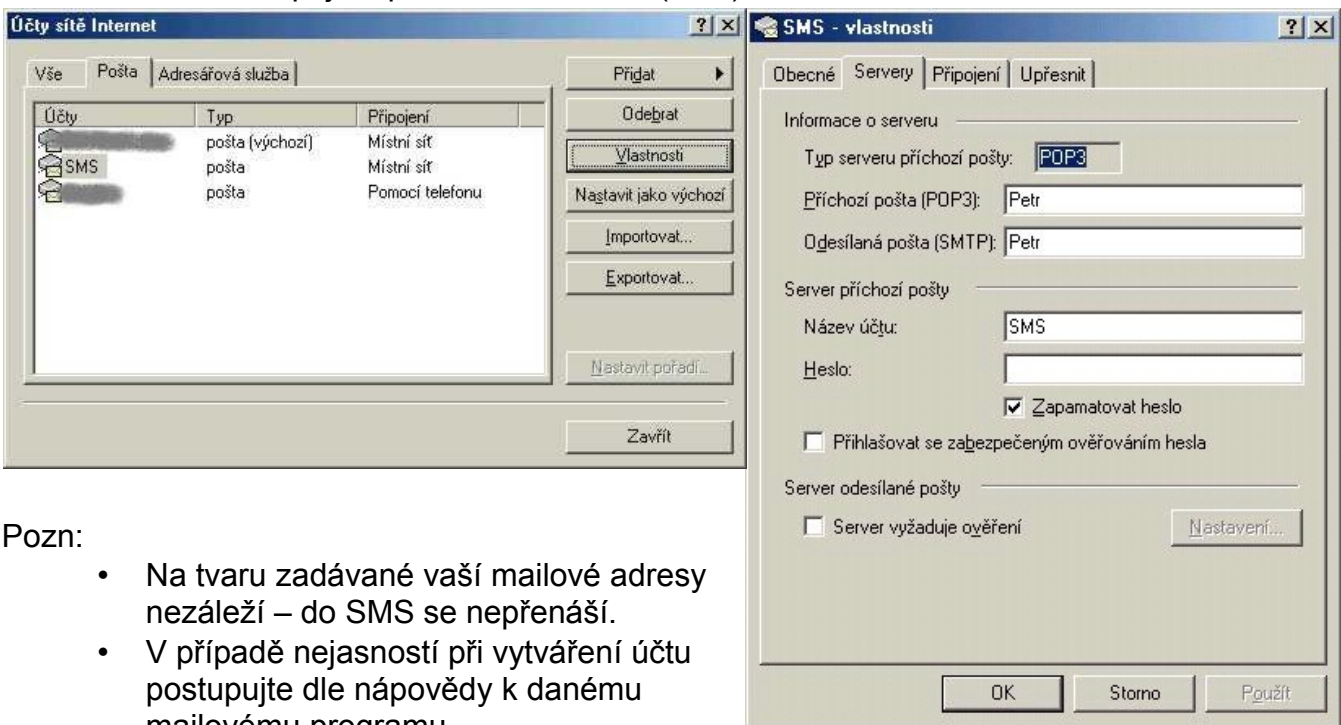 Účty sítě Internet
Vše Pošta Adresářová služba
Účty Typ Připojení
pošta (výchozí) Místní síť
SMS pošta Místní síť
pošta Pomocí telefonu
Přidat
Odebrat
Vlastnosti
Nastavit jako výchozí
Importovat...
Exportovat...
Nastavit pořadí...
Zavřít
SMS - vlastnosti
Obecné Servery Připojení Upřesnit
Informace o serveru
Typ serveru příchozí pošty: POP3
Příchozí pošta (POP3): Petr
Odesílaná pošta (SMTP): Petr
Server příchozí pošty
Název účtu: SMS
Heslo:
Zapamatovat heslo
Přihlašovat se zabezpečeným ověřováním hesla
Server odesílané pošty
Server vyžaduje ověření Nastavení...
OK Storno Použít
Pozn:
• Na tvaru zadávané vaší mailové adresy
nezáleží – do SMS se nepřenáší.
• V případě nejasností při vytváření účtu
postupujte dle nápovědy k danému
mailovému programu